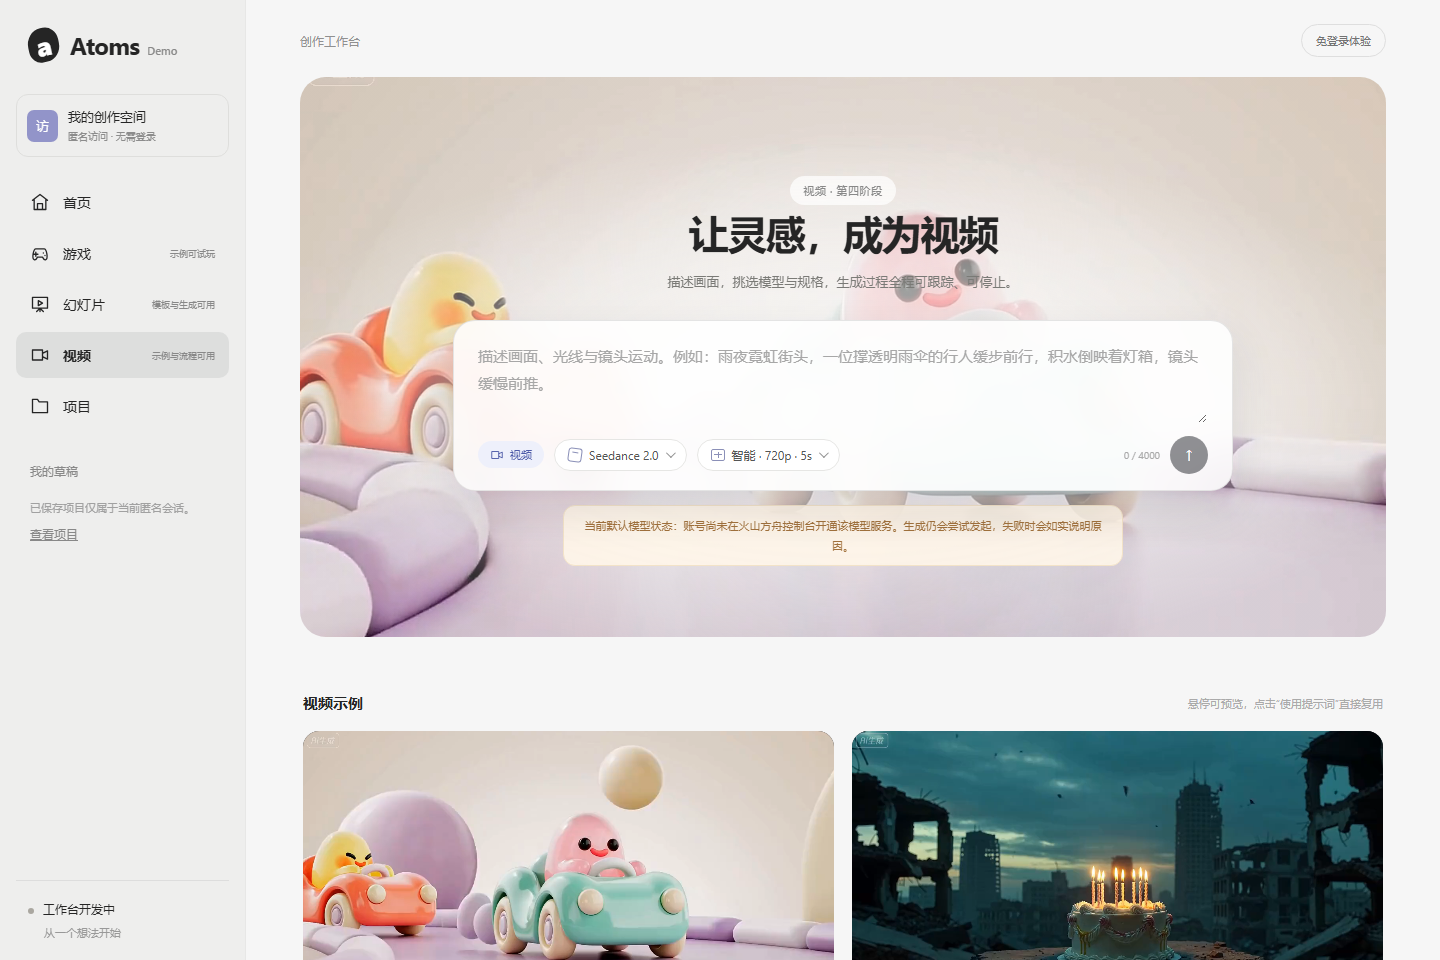 Atoms Demo
访
我的创作空间
匿名访问 · 无需登录
首页
游戏 示例可试玩
幻灯片 模板与生成可用
视频 示例与流程可用
项目
我的草稿
已保存项目仅属于当前匿名会话。
查看项目
工作台开发中
从一个想法开始
创作工作台
免登录体验
视频 · 第四阶段
让灵感，成为视频
描述画面，挑选模型与规格，生成过程全程可跟踪、可停止。
描述画面、光线与镜头运动。例如：雨夜霓虹街头，一位撑透明雨伞的行人缓步前行，积水倒映着灯箱，镜头
缓慢前推。
视频 Seedance 2.0 智能 · 720p · 5s 0 / 4000
当前默认模型状态：账号尚未在火山方舟控制台开通该模型服务。生成仍会尝试发起，失败时会如实说明原
因。
视频示例
悬停可预览，点击“使用提示词”直接复用